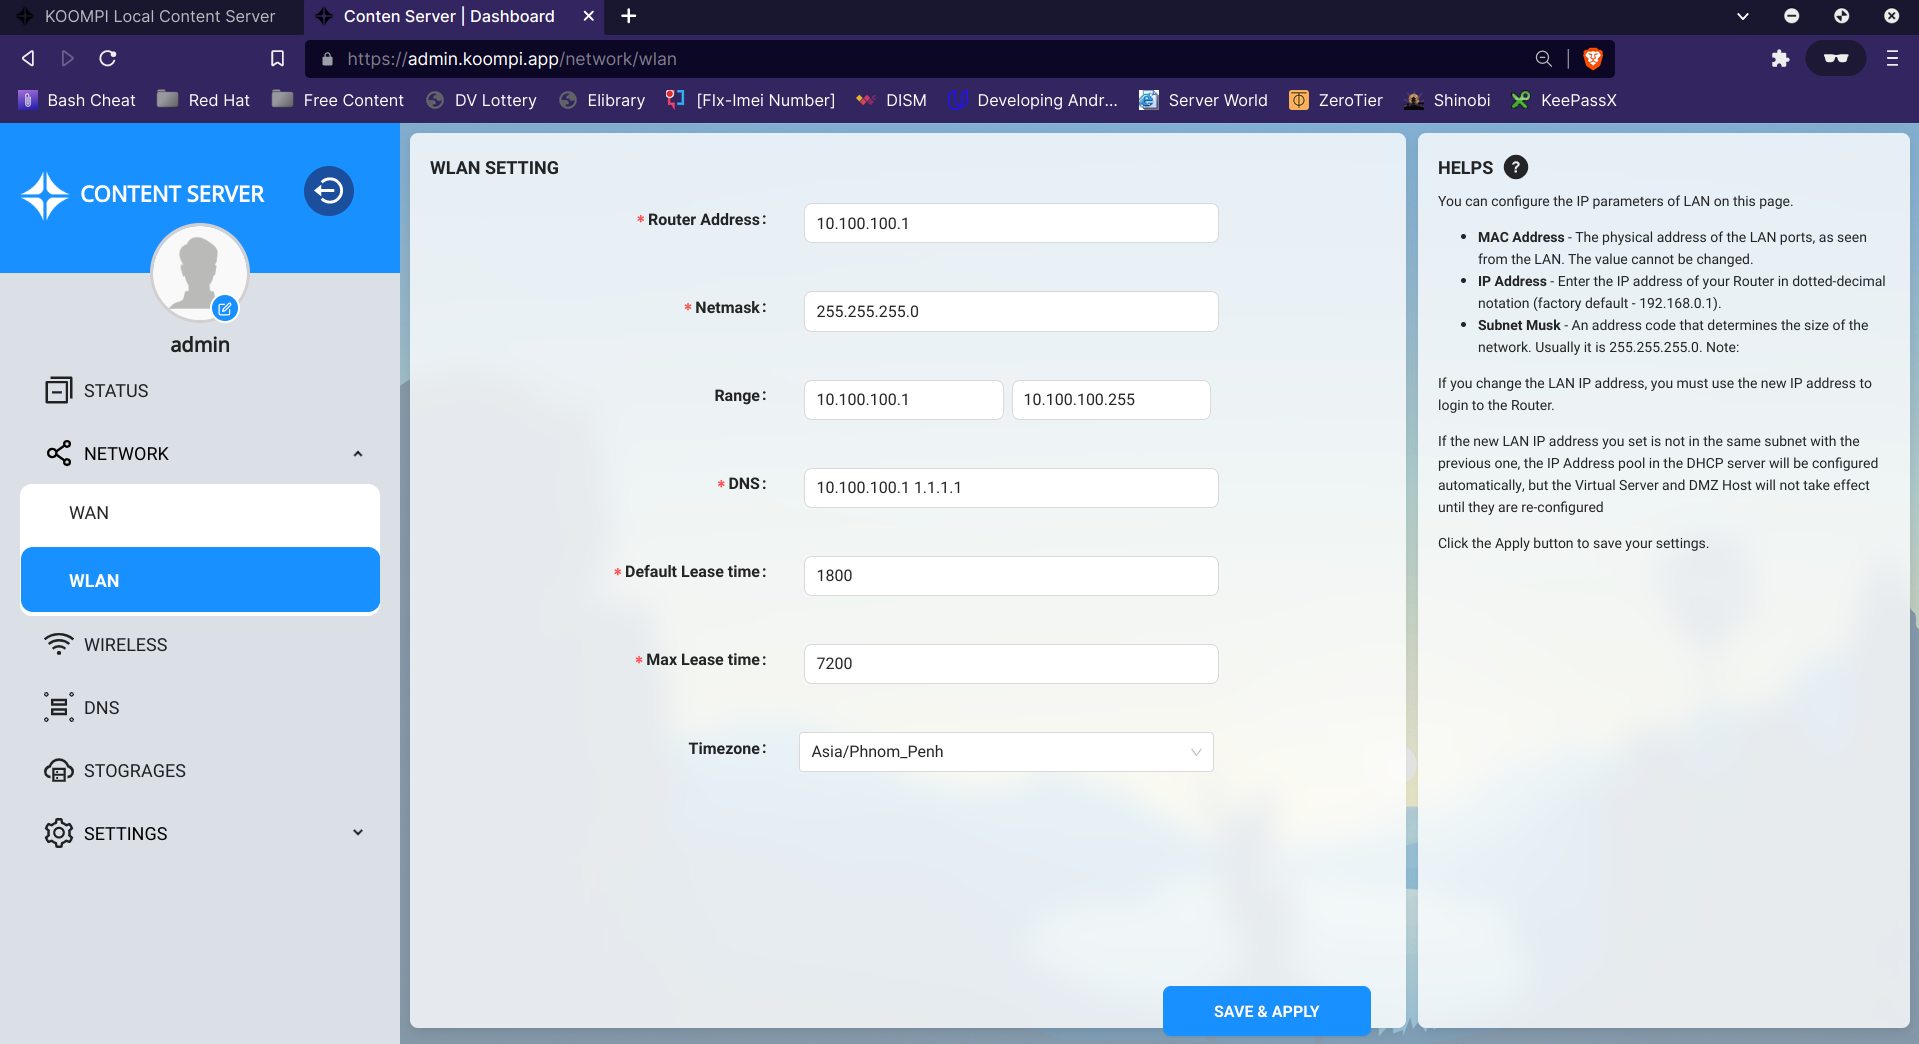 KOOMPI Local Content Server
Conten Server | Dashboard
https://admin.koompi.app/network/wlan
Bash Cheat
Red Hat
Free Content
DV Lottery
Elibrary
[Flx-Imei Number]
DISM
Developing Andr...
Server World
ZeroTier
Shinobi
KeePassX
CONTENT SERVER
admin
STATUS
NETWORK
WAN
WLAN
WIRELESS
DNS
STOGRAGES
SETTINGS
WLAN SETTING
* Router Address :
10.100.100.1
* Netmask :
255.255.255.0
Range :
10.100.100.1
10.100.100.255
* DNS :
10.100.100.1 1.1.1.1
* Default Lease time :
1800
* Max Lease time :
7200
Timezone :
Asia/Phnom_Penh
SAVE & APPLY
HELPS ?
You can configure the IP parameters of LAN on this page.
• MAC Address - The physical address of the LAN ports, as seen
from the LAN. The value cannot be changed.
• IP Address - Enter the IP address of your Router in dotted-decimal
notation (factory default - 192.168.0.1).
• Subnet Musk - An address code that determines the size of the
network. Usually it is 255.255.255.0. Note:
If you change the LAN IP address, you must use the new IP address to
login to the Router.
If the new LAN IP address you set is not in the same subnet with the
previous one, the IP Address pool in the DHCP server will be configured
automatically, but the Virtual Server and DMZ Host will not take effect
until they are re-configured
Click the Apply button to save your settings.